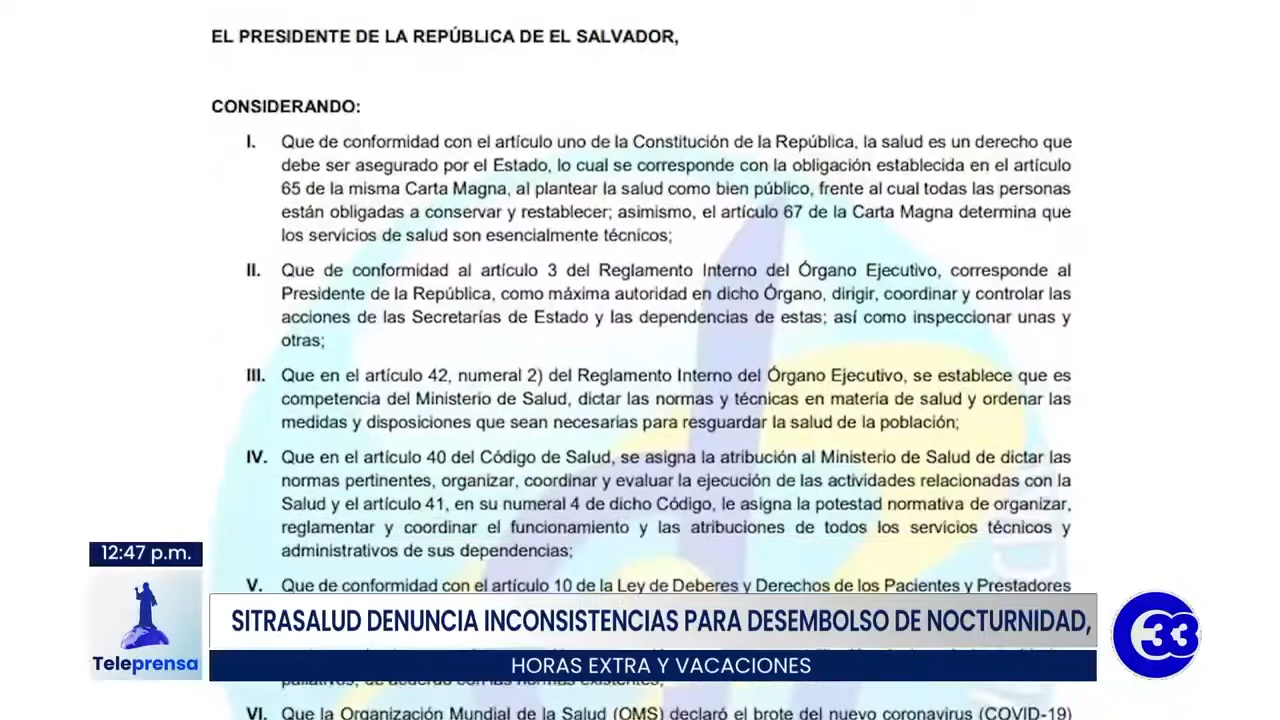 EL PRESIDENTE DE LA REPÚBLICA DE EL SALVADOR,
CONSIDERANDO:
I. Que de conformidad con el artículo uno de la Constitución de la República, la salud es un derecho que
debe ser asegurado por el Estado, lo cual se corresponde con la obligación establecida en el artículo
65 de la misma Carta Magna, al plantear la salud como bien público, frente al cual todas las personas
están obligadas a conservar y restablecer; asimismo, el artículo 67 de la Carta Magna determina que
los servicios de salud son esencialmente técnicos;
II. Que de conformidad al artículo 3 del Reglamento Interno del Órgano Ejecutivo, corresponde al
Presidente de la República, como máxima autoridad en dicho Órgano, dirigir, coordinar y controlar las
acciones de las Secretarías de Estado y las dependencias de estas; así como inspeccionar unas y
otras;
III. Que en el artículo 42, numeral 2) del Reglamento Interno del Órgano Ejecutivo, se establece que es
competencia del Ministerio de Salud, dictar las normas y técnicas en materia de salud y ordenar las
medidas y disposiciones que sean necesarias para resguardar la salud de la población;
IV. Que en el artículo 40 del Código de Salud, se asigna la atribución al Ministerio de Salud de dictar las
normas pertinentes, organizar, coordinar y evaluar la ejecución de las actividades relacionadas con la
Salud y el artículo 41, en su numeral 4 de dicho Código, le asigna la potestad normativa de organizar,
reglamentar y coordinar el funcionamiento y las atribuciones de todos los servicios técnicos y
administrativos de sus dependencias;
V. Que de conformidad con el artículo 10 de la Ley de Deberes y Derechos de los Pacientes y Prestadores
12:47 p.m.
Teleprensa
SITRASALUD DENUNCIA INCONSISTENCIAS PARA DESEMBOLSO DE NOCTURNIDAD,
HORAS EXTRA Y VACACIONES
33
paliativos, de acuerdo con las normas existentes;
VI. Que la Organización Mundial de la Salud (OMS) declaró el brote del nuevo coronavirus (COVID-19)